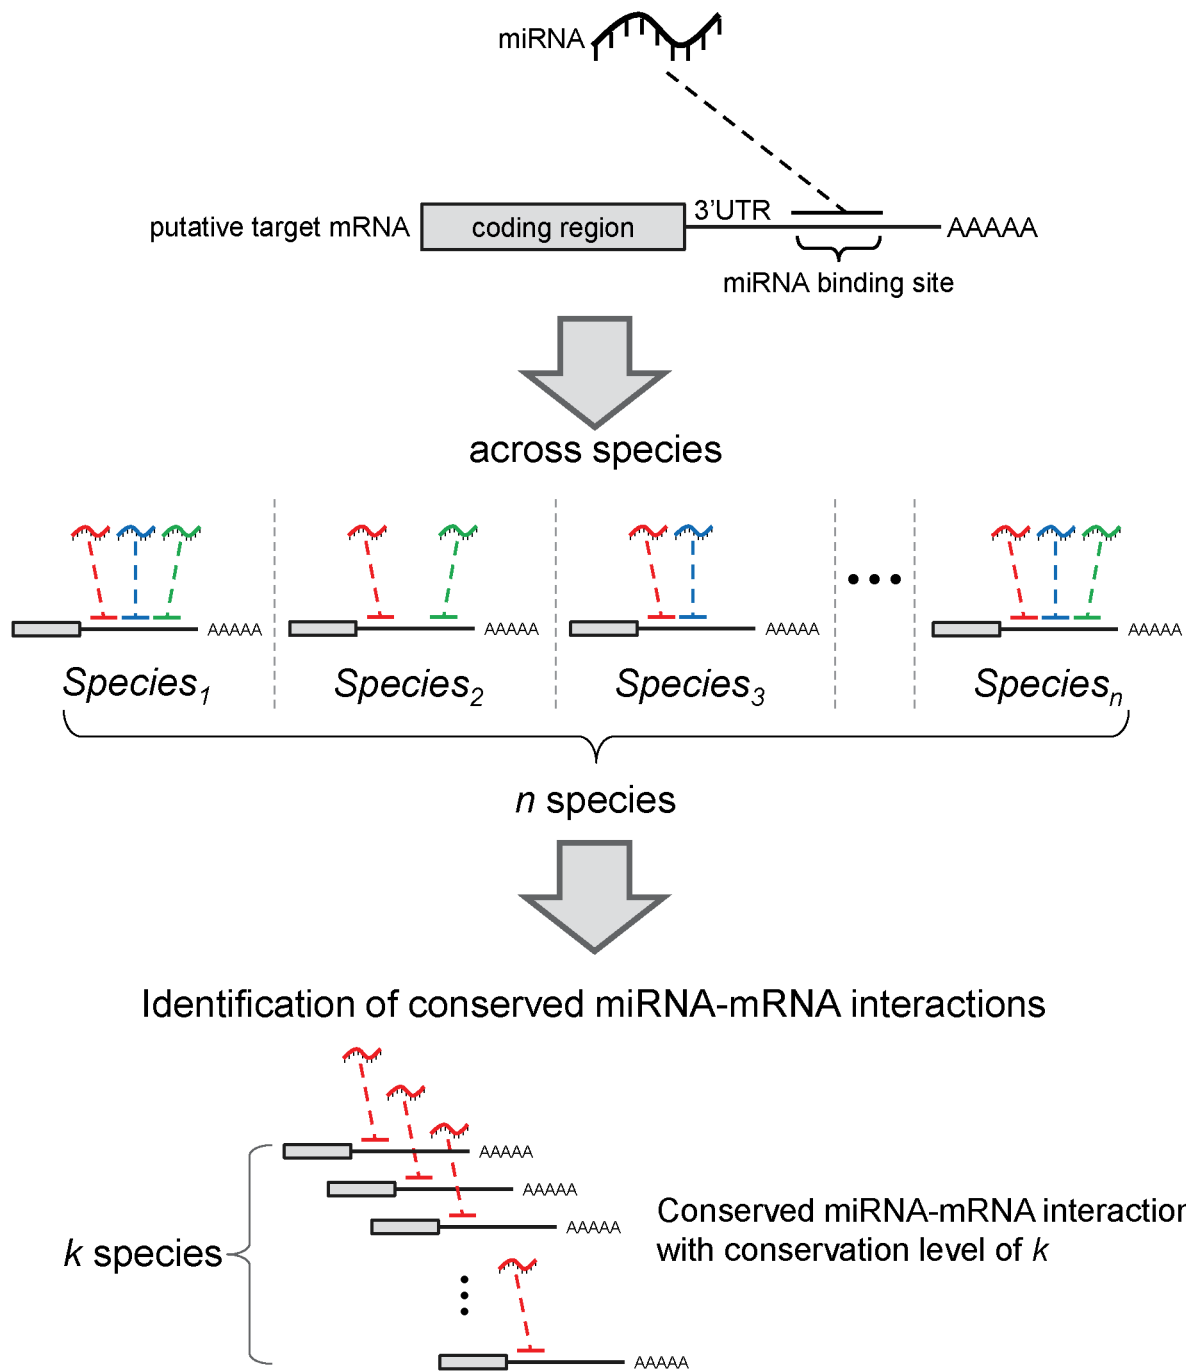 miRNA
putative target mRNA
coding region
3'UTR
AAAAA
miRNA binding site
across species
AAAAA
AAAAA
AAAAA
AAAAA
Species1
Species2
Species3
Speciesn
n species
Identification of conserved miRNA-mRNA interactions
AAAAA
AAAAA
AAAAA
k species
Conserved miRNA-mRNA interaction
with conservation level of k
AAAAA